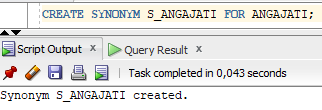 CREATE SYNONYM S_ANGAJATI FOR ANGAJATI;
Script Output x Query Result x
Task completed in 0,043 seconds
Synonym S_ANGAJATI created.